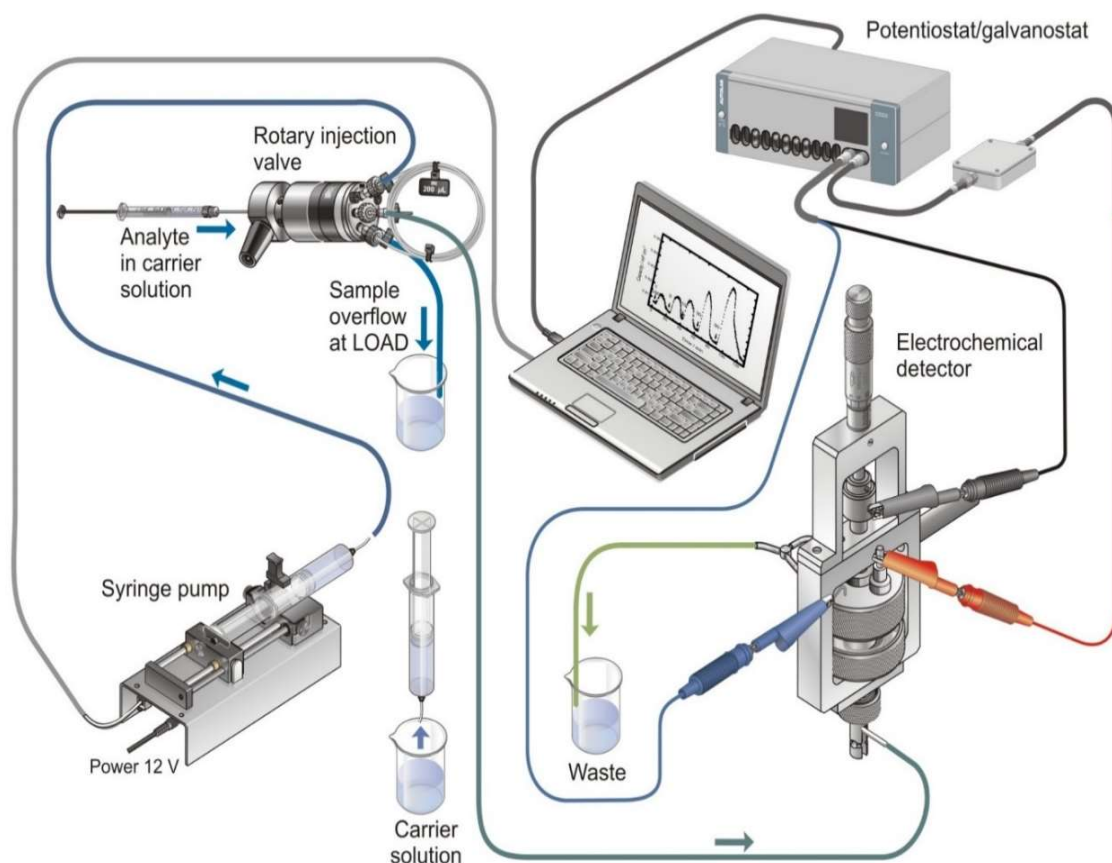 Potentiostat/galvanostat
Rotary injection
valve
200 µL
Analyte
in carrier
solution
Sample
overflow
at LOAD
Electrochemical
detector
Syringe pump
Power 12 V
Waste
Carrier
solution